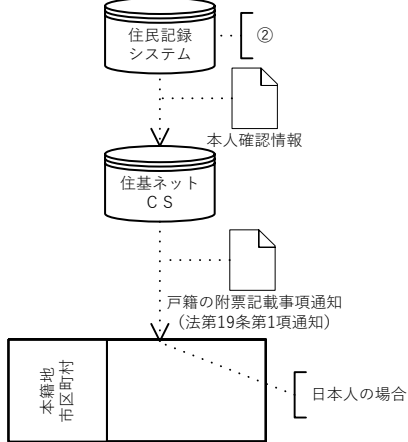 住民記録
システム
②
本人確認情報
住基ネット
ＣＳ
戸籍の附票記載事項通知
（法第19条第1項通知）
本籍地
市区町村
日本人の場合